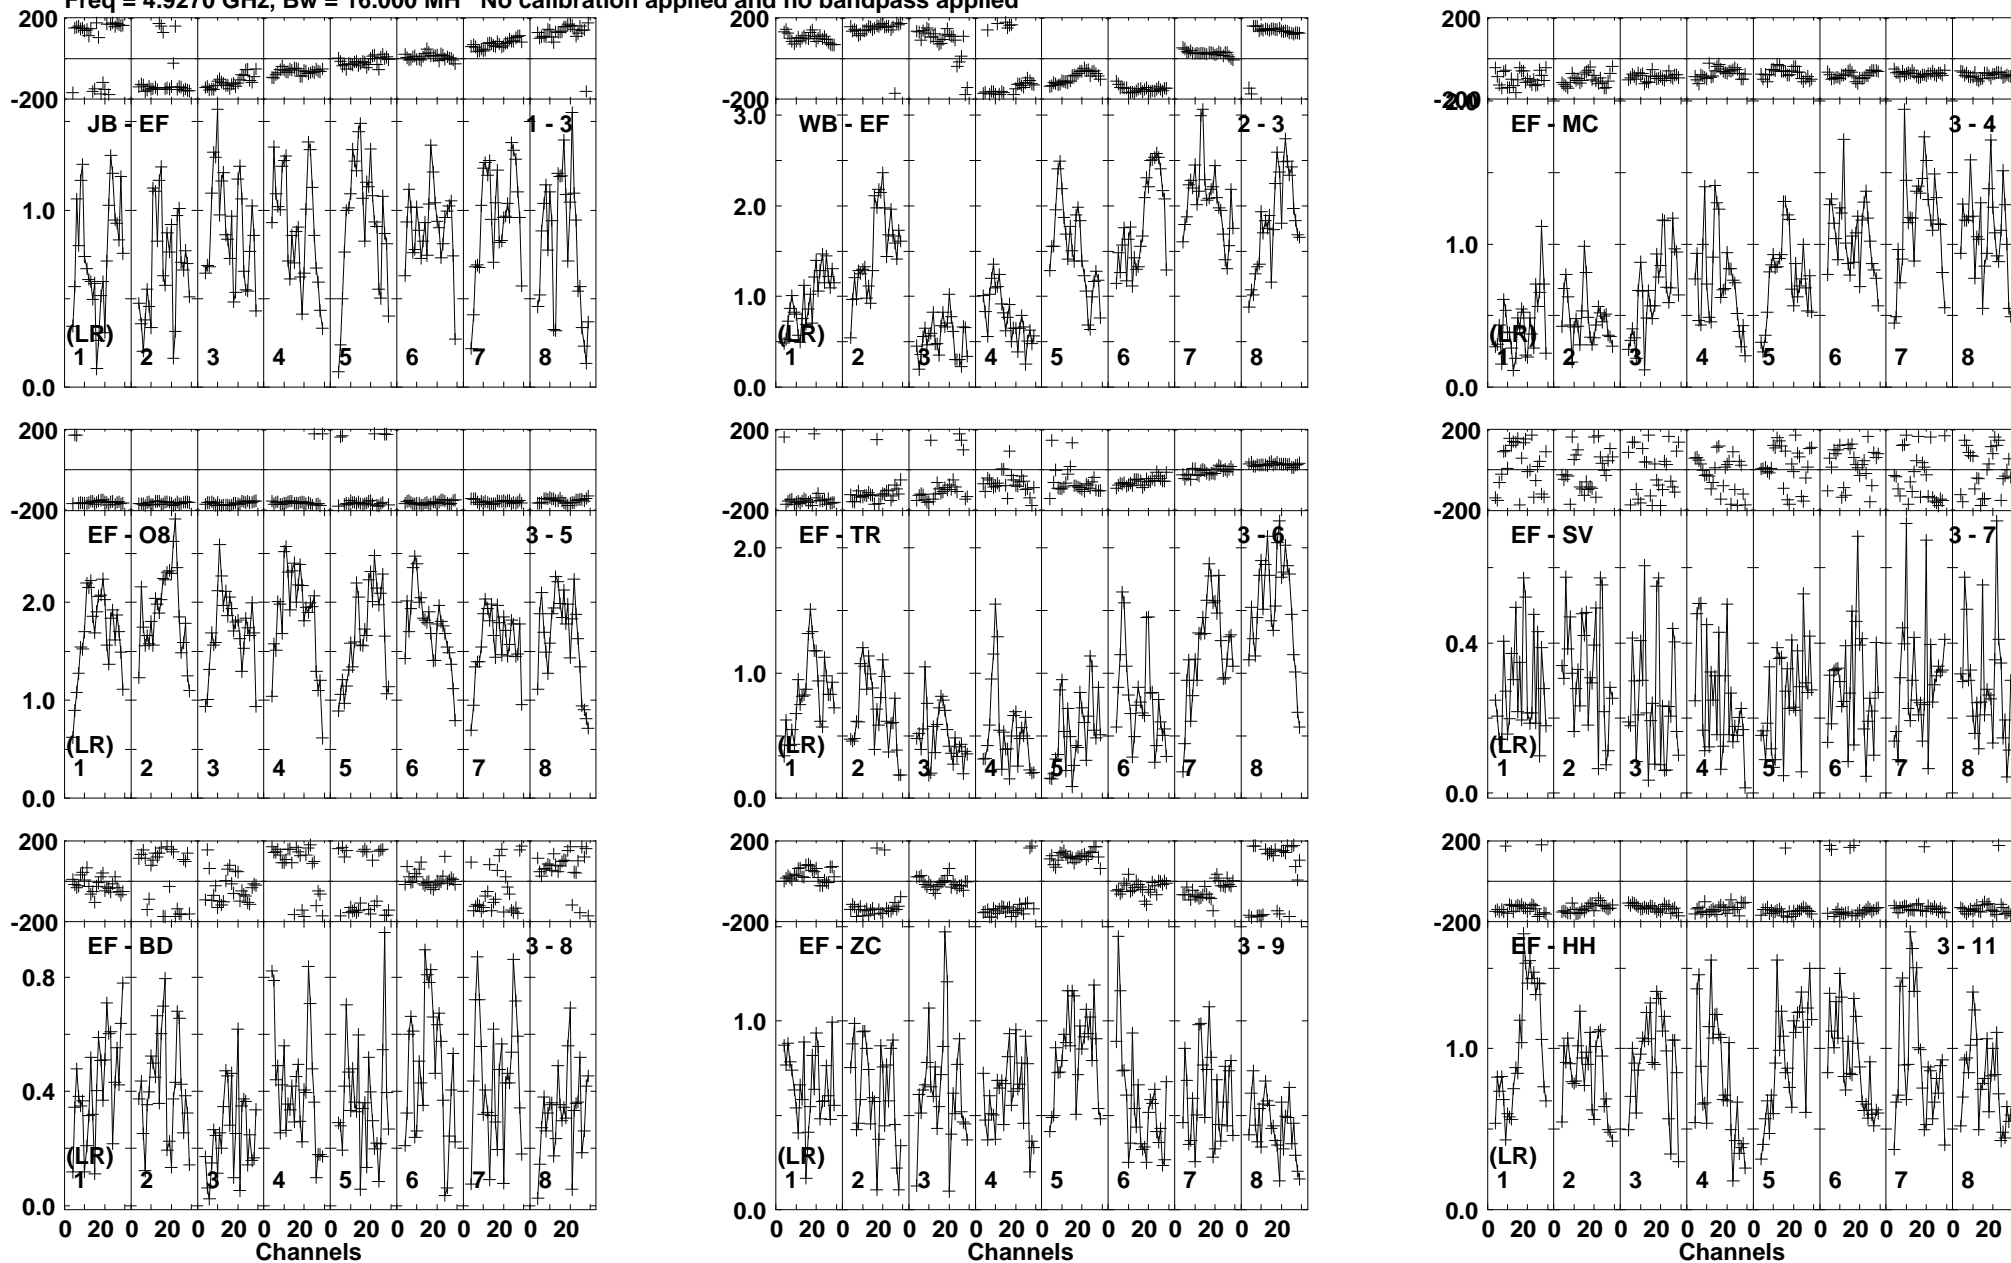 Freq = 4.9270 GHz, Bw = 16.000 MH No calibration applied and no bandpass applied
200 200 200
-200 -200 -200
JB - EF 1 - 3
1.0
0.0
(LR)
1 2 3 4 5 6 7 8
WB - EF 2 - 3
3.0
2.0
1.0
0.0
(LR)
1 2 3 4 5 6 7 8
EF - MC 3 - 4
2.0
1.0
0.0
(LR)
1 2 3 4 5 6 7 8
200 200 200
-200 -200 -200
EF - O8 3 - 5
2.0
1.0
0.0
(LR)
1 2 3 4 5 6 7 8
EF - TR 3 - 6
2.0
1.0
0.0
(LR)
1 2 3 4 5 6 7 8
EF - SV 3 - 7
0.4
0.0
(LR)
1 2 3 4 5 6 7 8
200 200 200
-200 -200 -200
EF - BD 3 - 8
0.8
0.4
0.0
(LR)
1 2 3 4 5 6 7 8
0 20 0 20 0 20 0 20 0 20 0 20 0 20 0 20
Channels
EF - ZC 3 - 9
1.0
0.0
(LR)
1 2 3 4 5 6 7 8
0 20 0 20 0 20 0 20 0 20 0 20 0 20 0 20
Channels
EF - HH 3 - 11
1.0
0.0
(LR)
1 2 3 4 5 6 7 8
0 20 0 20 0 20 0 20 0 20 0 20 0 20 0 20
Channels